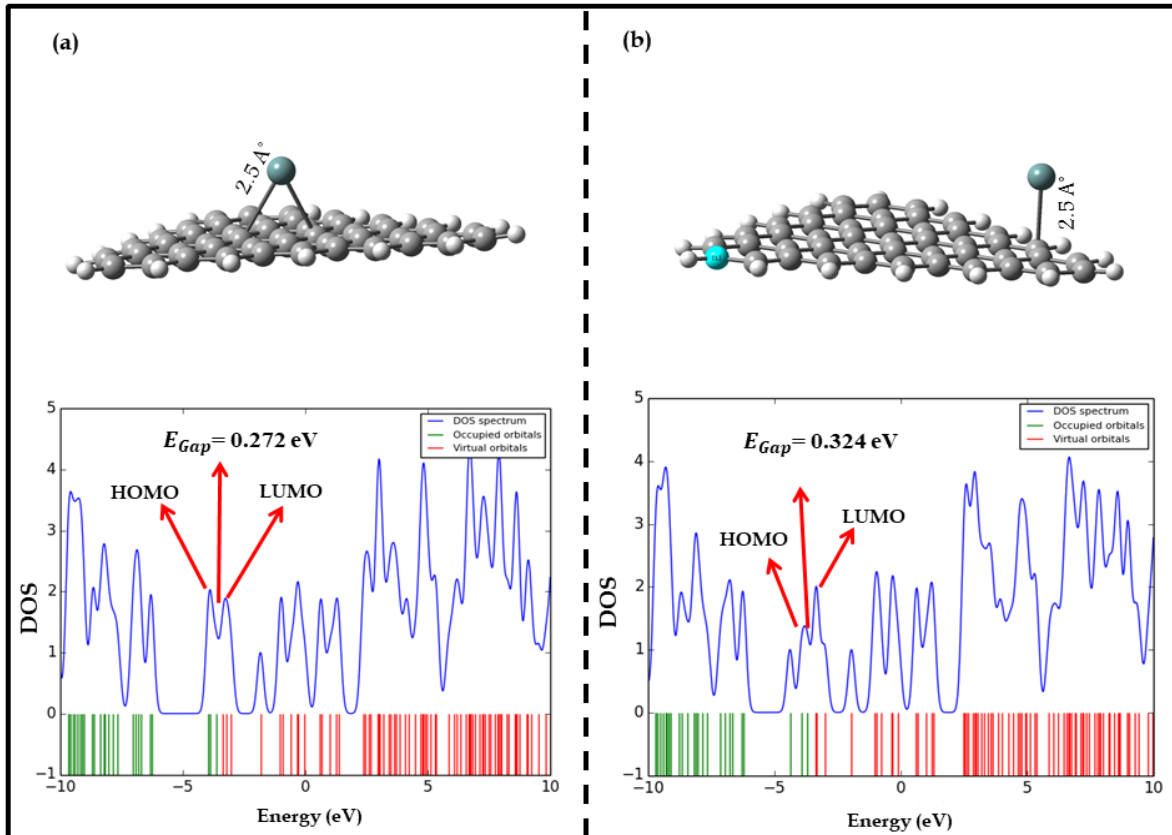 (a)
2.5 A°
5
4
3
2
1
0
−1
DOS
DOS spectrum
Occupied orbitals
Virtual orbitals
E_Gap= 0.272 eV
HOMO
LUMO
−10
−5
0
5
10
Energy (eV)
(b)
2.5 A°
5
4
3
2
1
0
−1
DOS
DOS spectrum
Occupied orbitals
Virtual orbitals
E_Gap= 0.324 eV
HOMO
LUMO
−10
−5
0
5
10
Energy (eV)